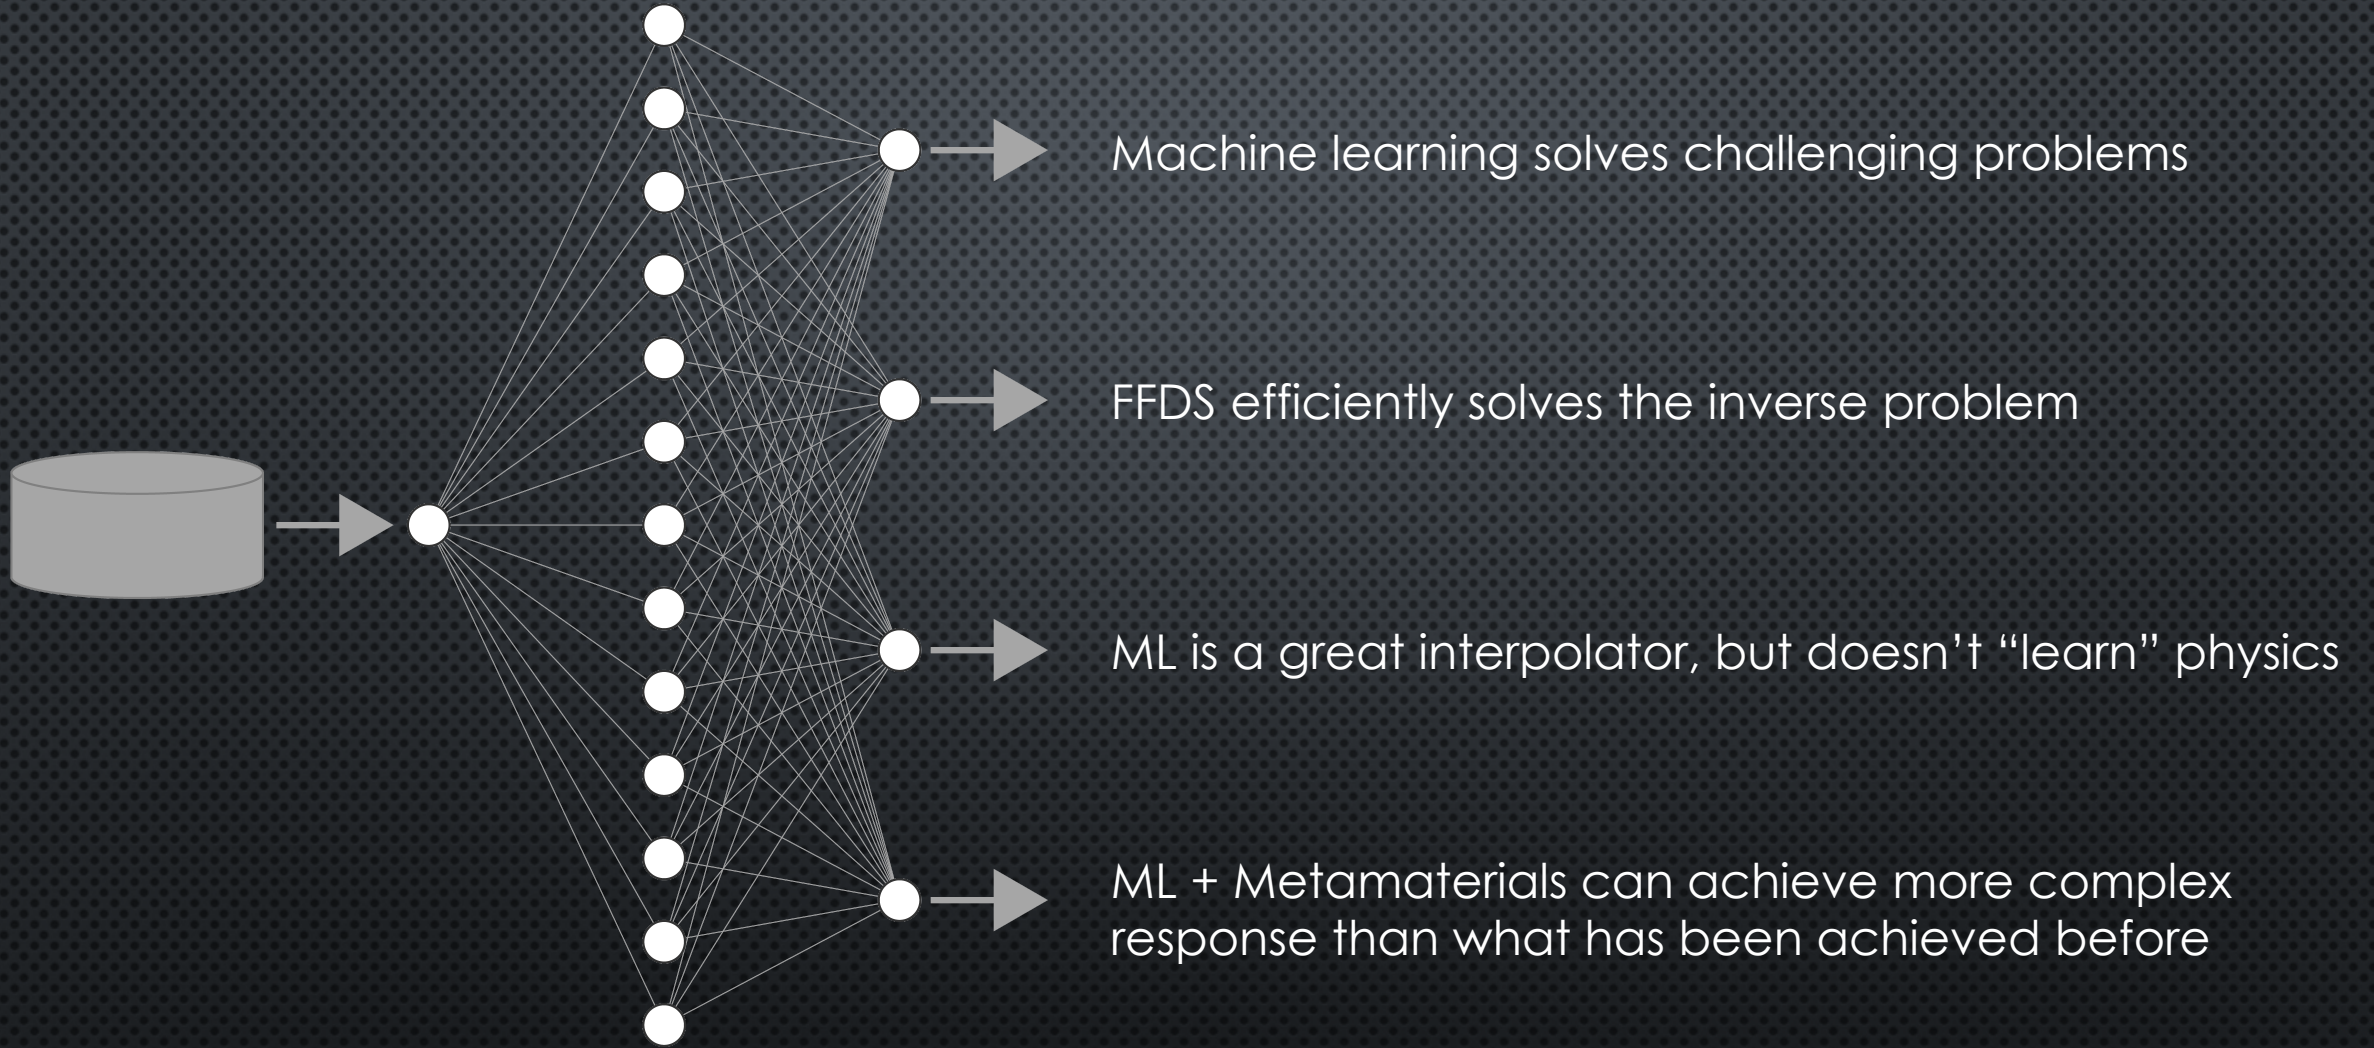 Machine learning solves challenging problems
FFDS efficiently solves the inverse problem
ML is a great interpolator, but doesn’t “learn” physics
ML + Metamaterials can achieve more complex
response than what has been achieved before